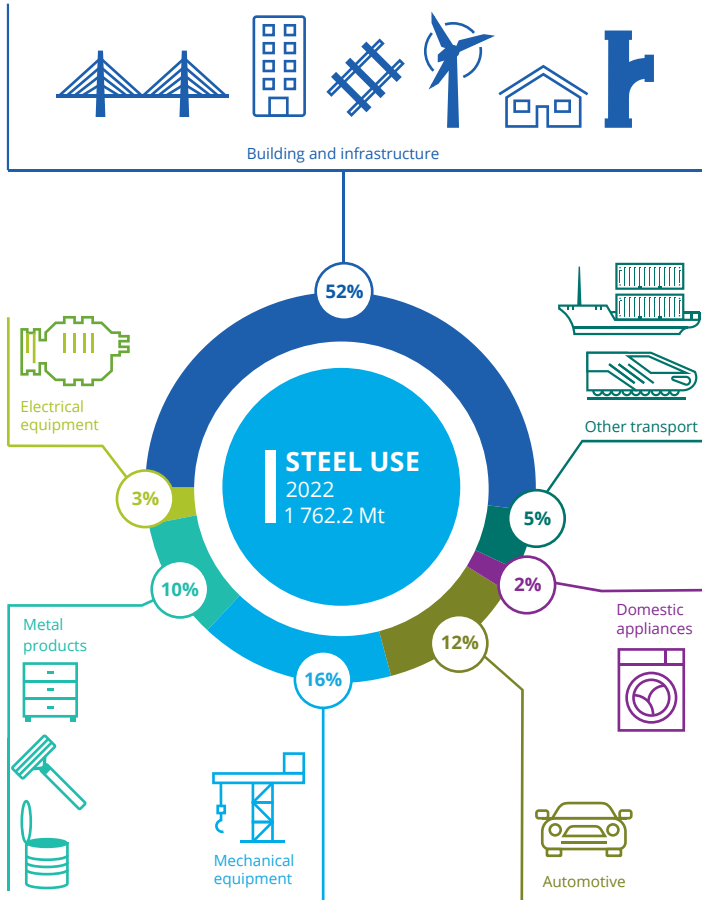 Building and infrastructure
52%
Electrical
equipment
Other transport
STEEL USE
2022
1 762.2 Mt
3%
5%
10%
2%
Metal
products
Domestic
appliances
12%
16%
Mechanical
equipment
Automotive